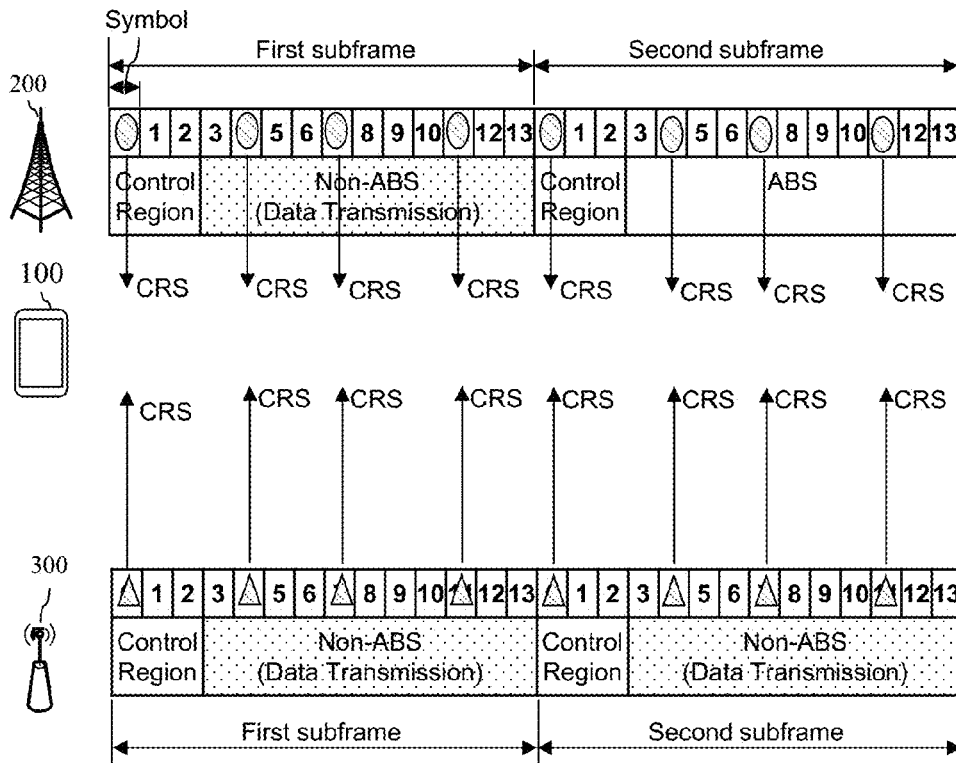 Symbol
First subframe
Second subframe
200
1 2 3 5 6 8 9 10 12 13 1 2 3 5 6 8 9 10 12 13
Control Region
Non-ABS (Data Transmission)
Control Region
ABS
CRS CRS CRS CRS CRS CRS CRS CRS
100
CRS CRS CRS CRS CRS CRS CRS CRS
300
1 2 3 5 6 7 8 9 10 11 12 13 1 2 3 5 6 7 8 9 10 11 12 13
Control Region
Non-ABS (Data Transmission)
Control Region
Non-ABS (Data Transmission)
First subframe
Second subframe